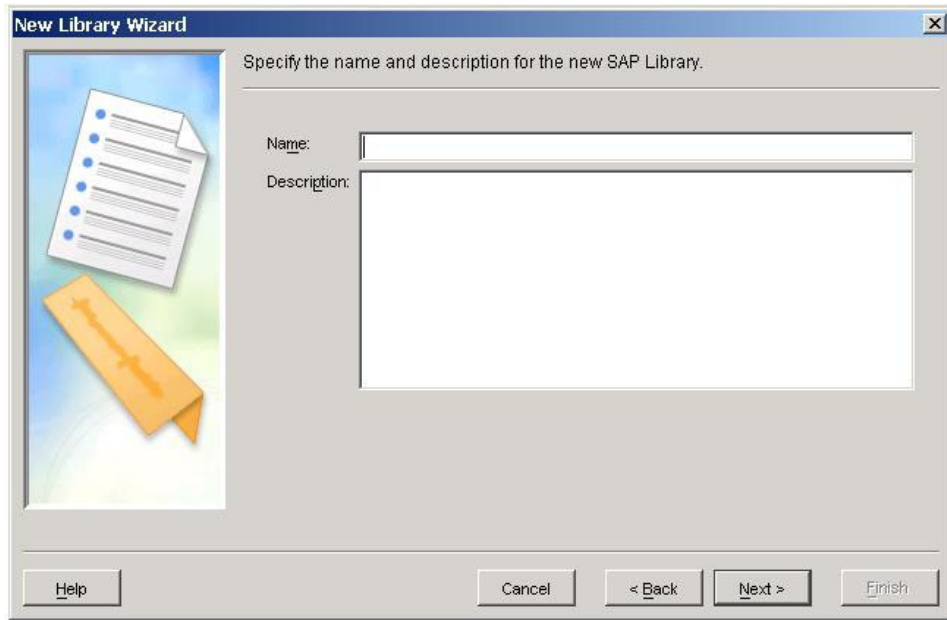 New Library Wizard
Specify the name and description for the new SAP Library.
Name:
Description:
Help
Cancel
< Back
Next >
Finish